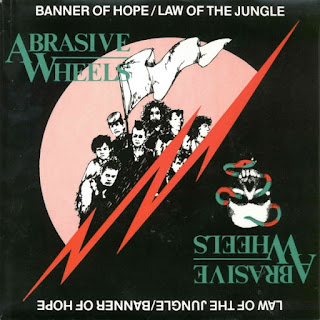 BANNER OF HOPE/LAW OF THE JUNGLE
ABRASIVE
WHEELS
ABRASIVE
WHEELS
LAW OF THE JUNGLE/BANNER OF HOPE